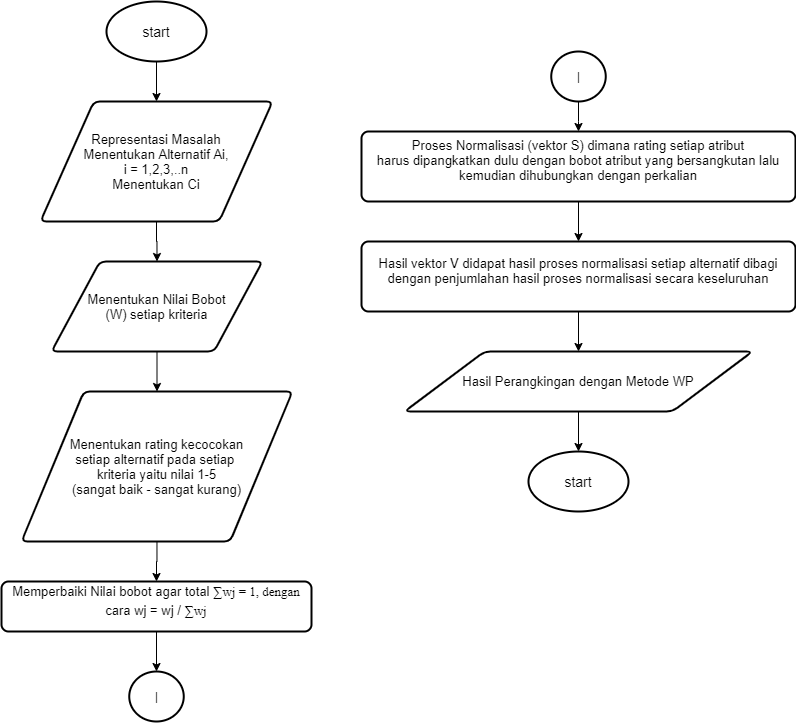 start
Representasi Masalah
Menentukan Alternatif Ai,
i = 1,2,3,..n
Menentukan Ci
Menentukan Nilai Bobot
(W) setiap kriteria
Menentukan rating kecocokan
setiap alternatif pada setiap
kriteria yaitu nilai 1-5
(sangat baik - sangat kurang)
Memperbaiki Nilai bobot agar total ∑wj = 1, dengan
cara wj = wj / ∑wj
I
I
Proses Normalisasi (vektor S) dimana rating setiap atribut
harus dipangkatkan dulu dengan bobot atribut yang bersangkutan lalu
kemudian dihubungkan dengan perkalian
Hasil vektor V didapat hasil proses normalisasi setiap alternatif dibagi
dengan penjumlahan hasil proses normalisasi secara keseluruhan
Hasil Perangkingan dengan Metode WP
start